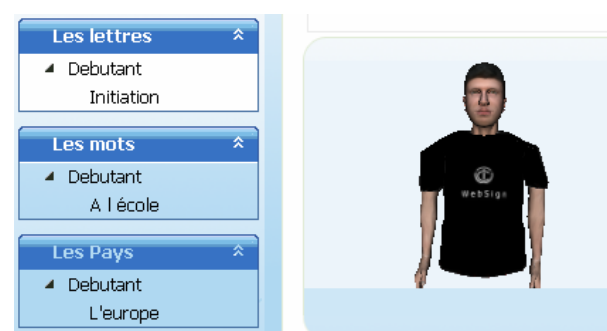 Les lettres
Debutant
Initiation
Les mots
Debutant
A l école
Les Pays
Debutant
L'europe
WebSign